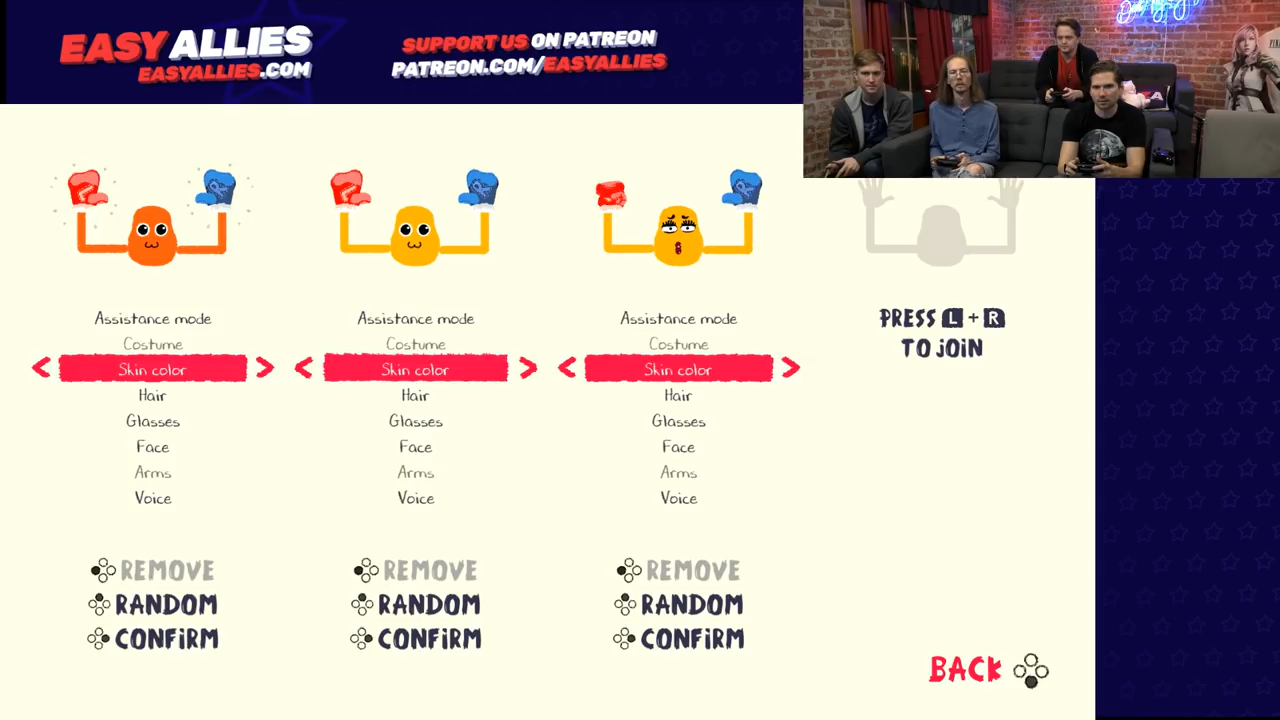 EASY ALLIES
EASYALLIES.COM
SUPPORT US ON PATREON
PATREON.COM/EASYALLIES
Assistance mode
Costume
Skin color
Hair
Glasses
Face
Arms
Voice
REMOVE
RANDOM
CONFIRM
Assistance mode
Costume
Skin color
Hair
Glasses
Face
Arms
Voice
REMOVE
RANDOM
CONFIRM
Assistance mode
Costume
Skin color
Hair
Glasses
Face
Arms
Voice
REMOVE
RANDOM
CONFIRM
PRESS L + R
TO JOIN
BACK